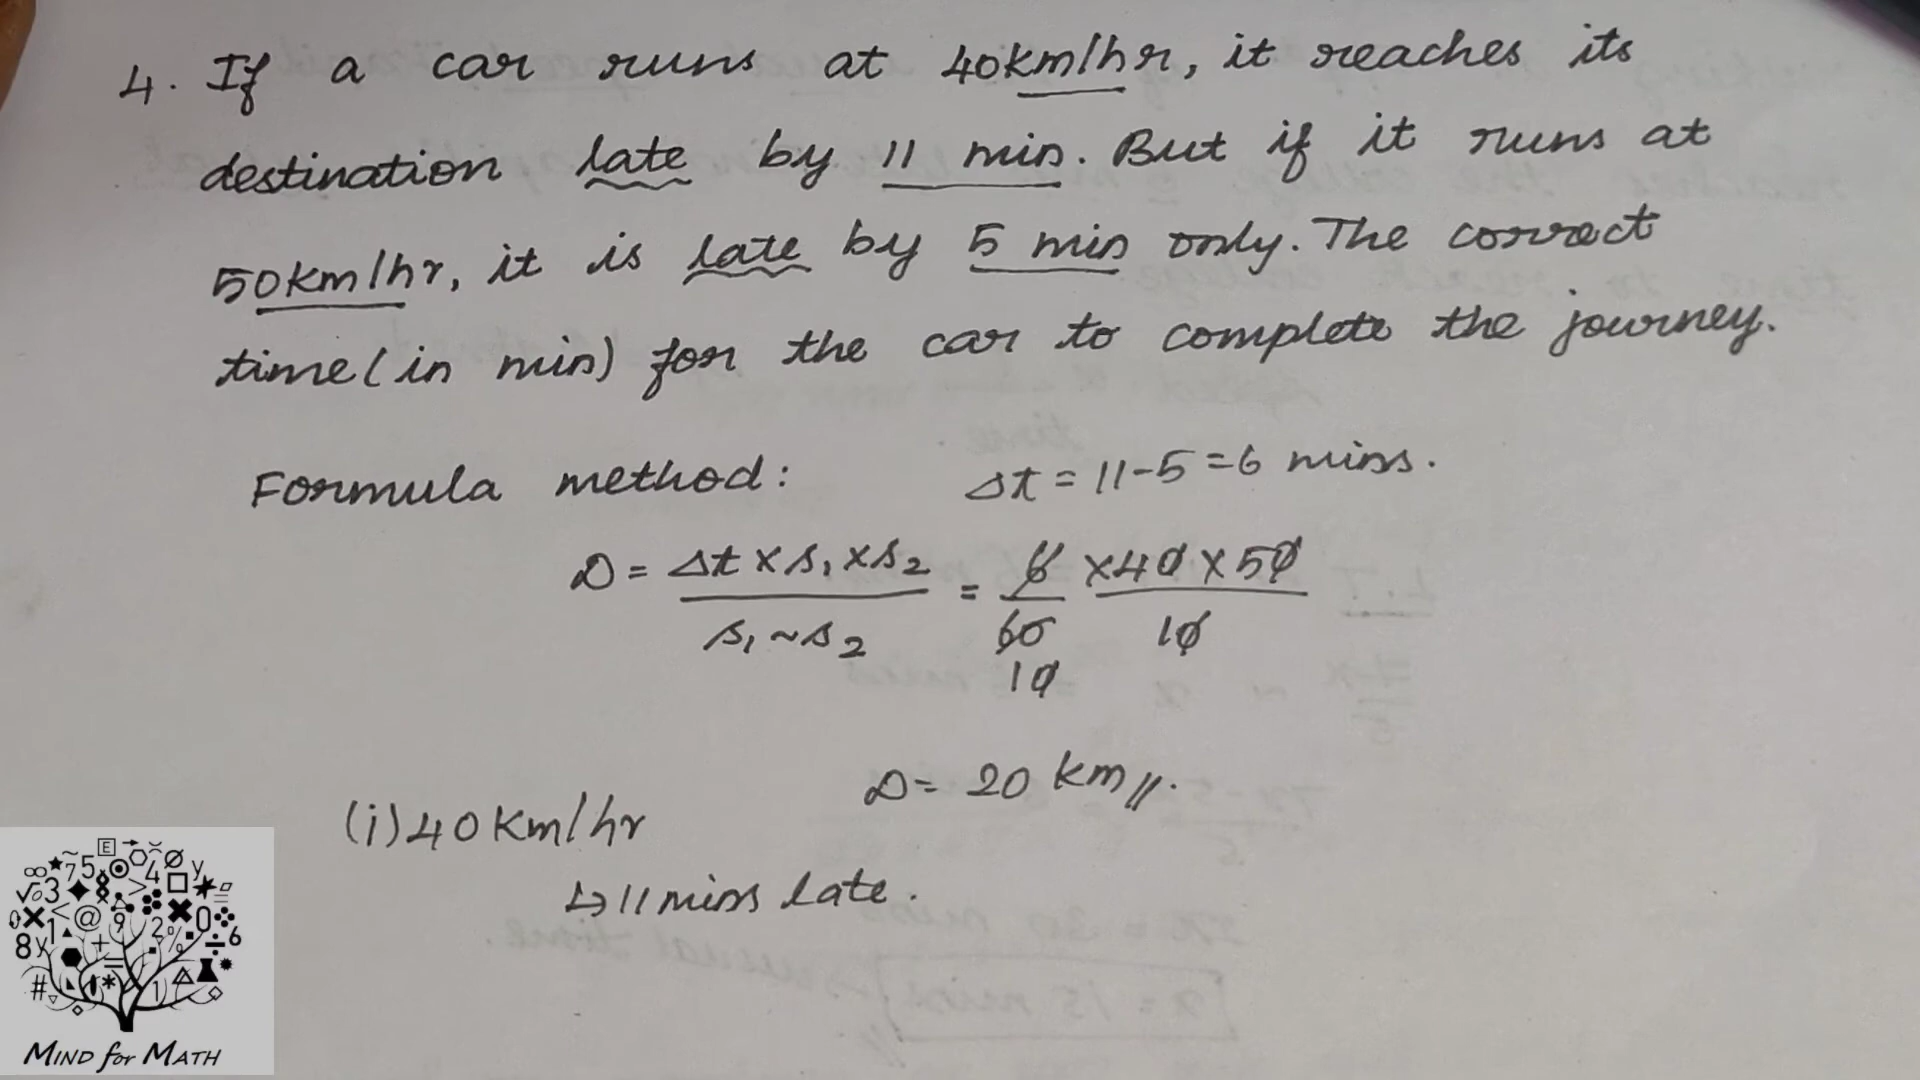 4. If a car runs at 40km/hr, it reaches its
destination late by 11 min. But if it runs at
50km/hr, it is late by 5 min only. The correct
time (in min) for the car to complete the journey.
Formula method: Δt = 11-5 = 6 mins.
D = Δt × s₁ × s₂ / s₁ ~ s₂ = 6/60 × 40 × 50 / 10
10
D = 20 km //.
(i) 40 Km/hr
↳ 11 mins late.
MIND for MATH